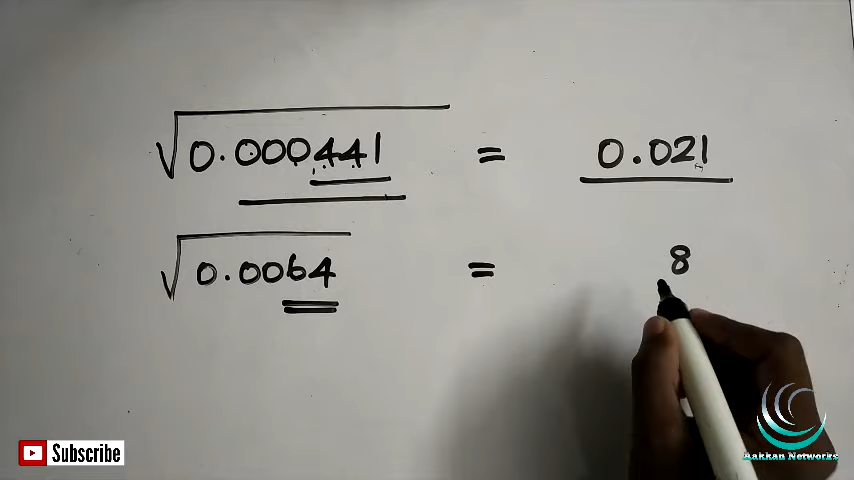 √0.000441 = 0.021
√0.0064 = 8
Subscribe
Aakkan Networks